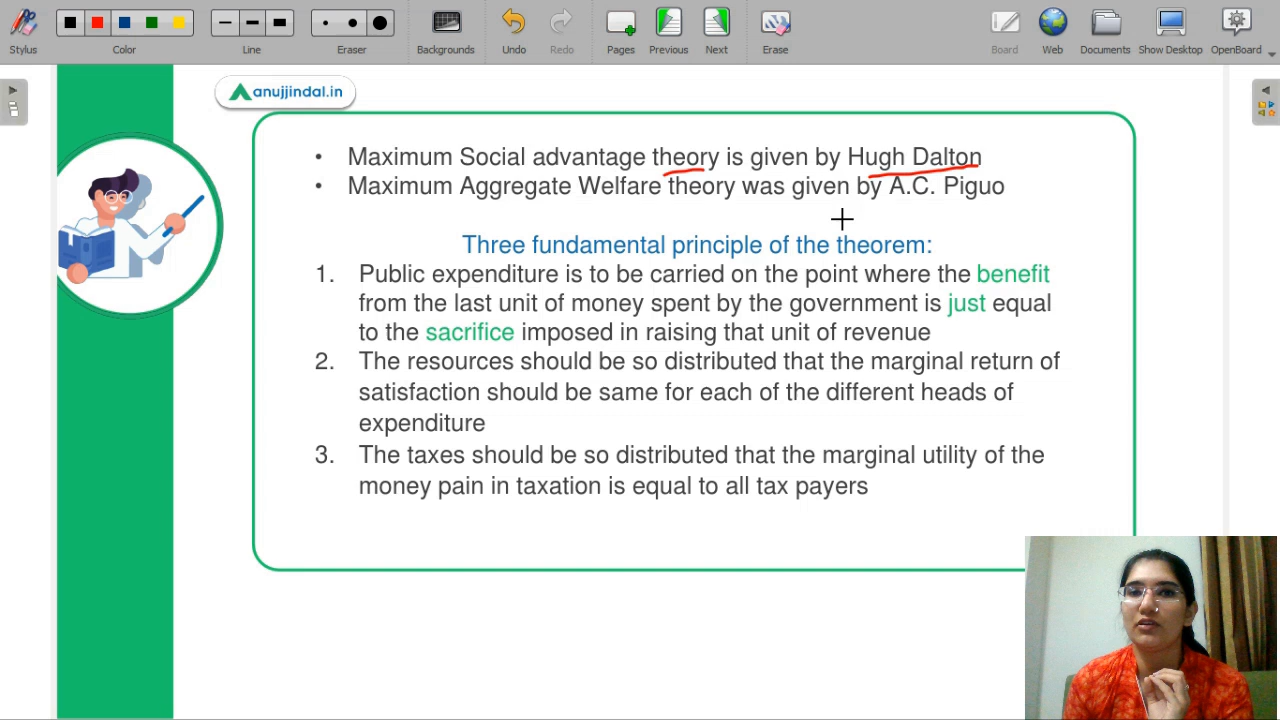 Stylus Color Line Eraser Backgrounds Undo Redo Pages Previous Next Erase Board Web Documents Show Desktop OpenBoard
anujjindal.in
• Maximum Social advantage theory is given by Hugh Dalton
• Maximum Aggregate Welfare theory was given by A.C. Piguo
Three fundamental principle of the theorem:
1. Public expenditure is to be carried on the point where the benefit
from the last unit of money spent by the government is just equal
to the sacrifice imposed in raising that unit of revenue
2. The resources should be so distributed that the marginal return of
satisfaction should be same for each of the different heads of
expenditure
3. The taxes should be so distributed that the marginal utility of the
money pain in taxation is equal to all tax payers